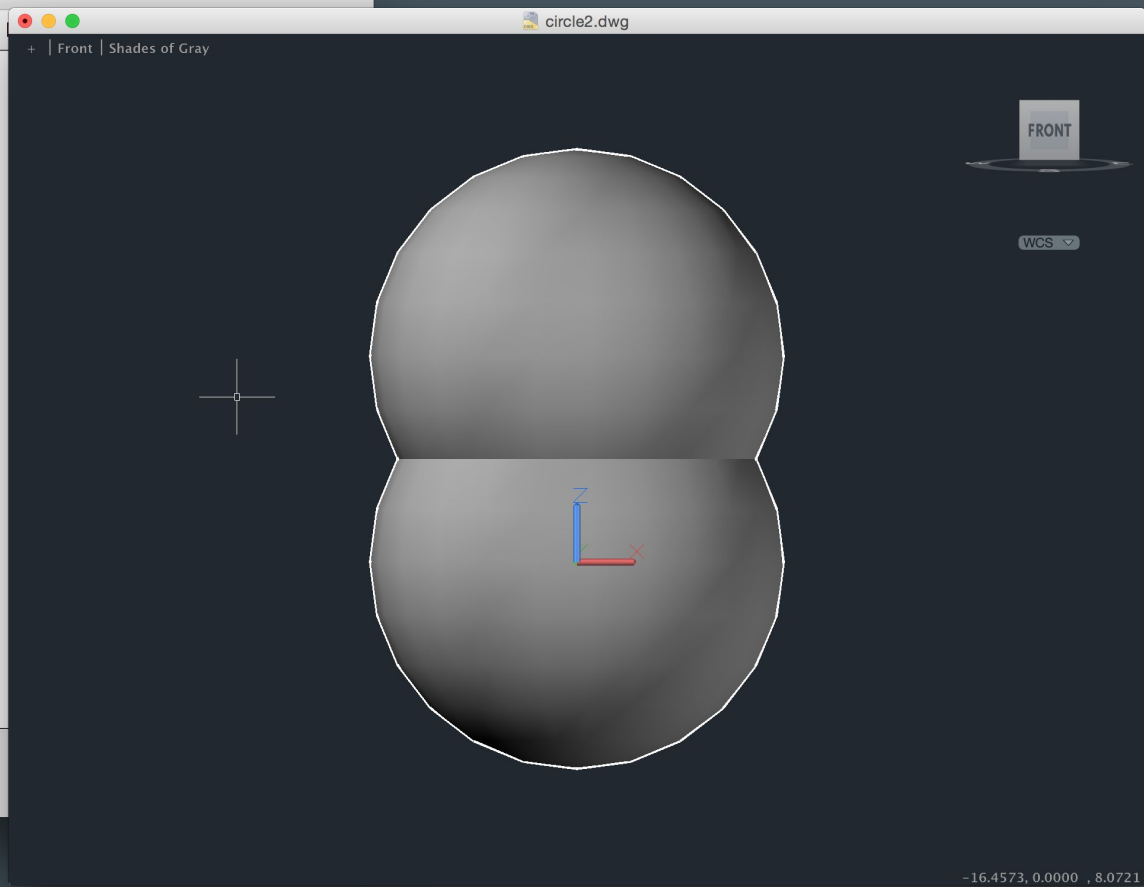 circle2.dwg
+ | Front | Shades of Gray
FRONT
WCS
Z
X
-16.4573, 0.0000 , 8.0721